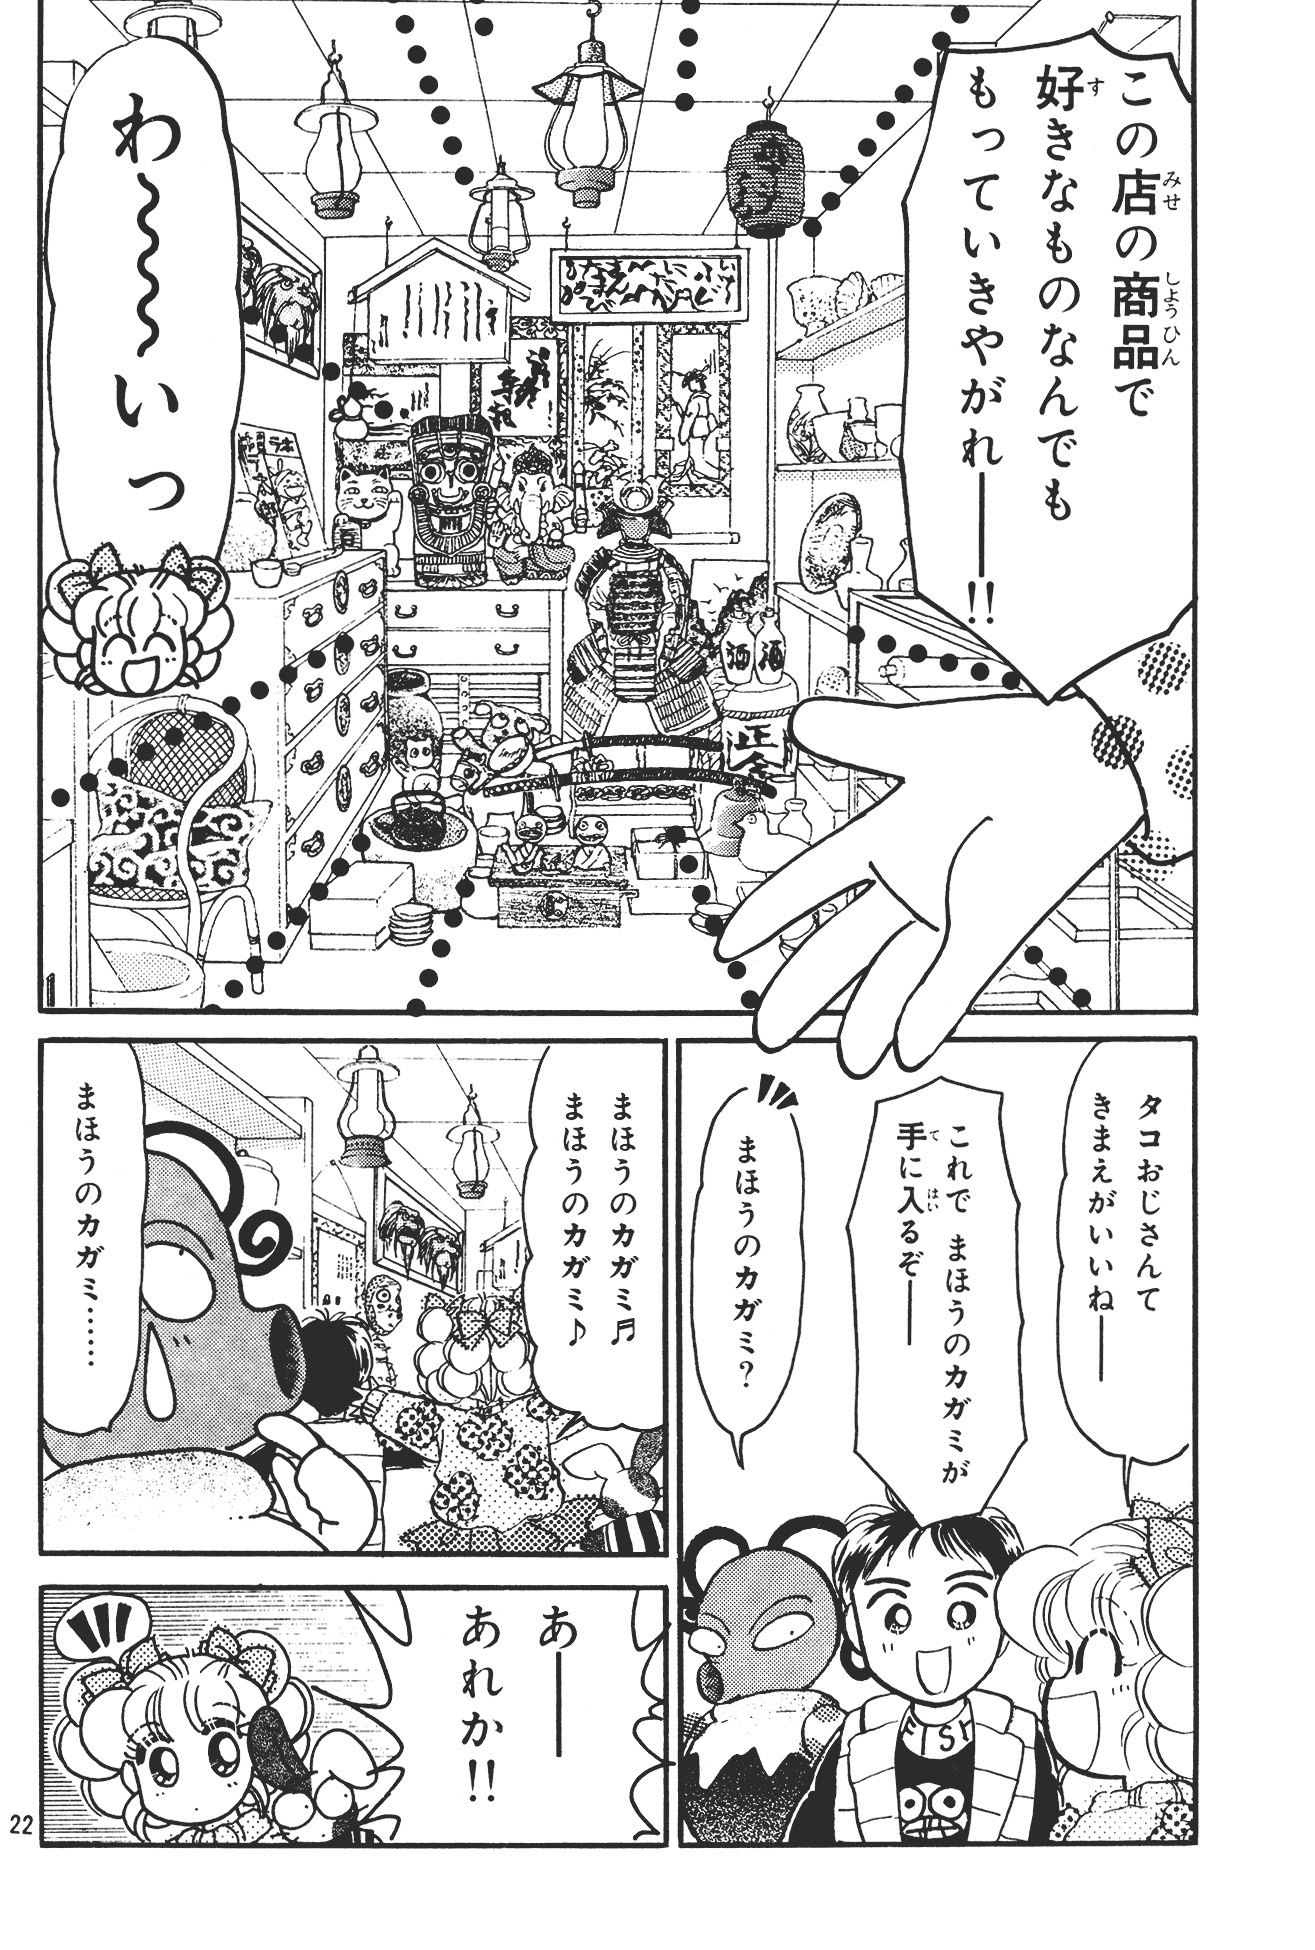 この店の商品で
好きなものなんでも
もっていきやがれ━━!!
わ〜〜〜いっ
酒
酒
タコおじさんて
きまえがいいね━━
これで まほうのカガミが
手に入るぞ━━
まほうのカガミ?
FISH
まほうのカガミ♬
まほうのカガミ♪
まほうのカガミ……
あ━━
あれか!!
22